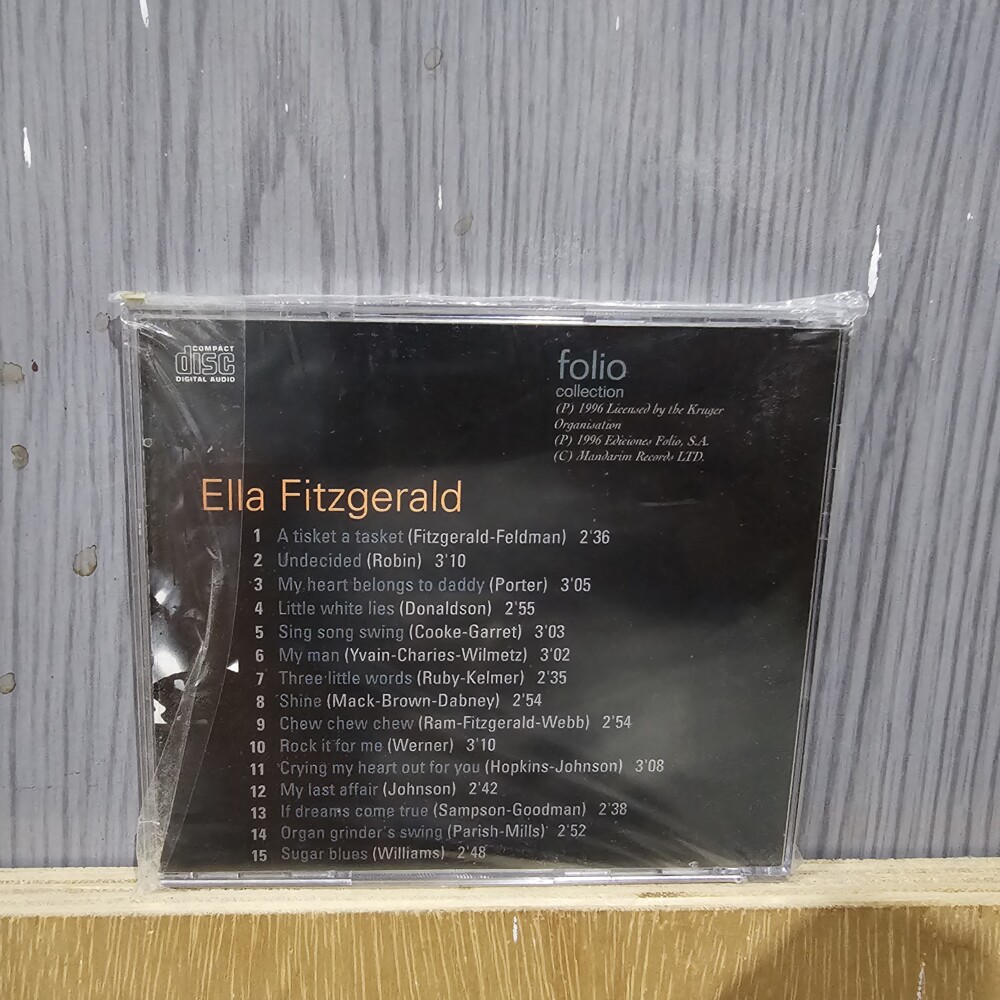 COMPACT
disc
DIGITAL AUDIO
folio
collection
(P) 1996 Licensed by the Kruger
Organisation
(P) 1996 Ediciones Folio, S.A.
(C) Mandarim Records LTD.
Ella Fitzgerald
1 A tisket a tasket (Fitzgerald-Feldman) 2'36
2 Undecided (Robin) 3'10
3 My heart belongs to daddy (Porter) 3'05
4 Little white lies (Donaldson) 2'55
5 Sing song swing (Cooke-Garret) 3'03
6 My man (Yvain-Charies-Wilmetz) 3'02
7 Three little words (Ruby-Kelmer) 2'35
8 Shine (Mack-Brown-Dabney) 2'54
9 Chew chew chew (Ram-Fitzgerald-Webb) 2'54
10 Rock it for me (Werner) 3'10
11 Crying my heart out for you (Hopkins-Johnson) 3'08
12 My last affair (Johnson) 2'42
13 If dreams come true (Sampson-Goodman) 2'38
14 Organ grinder's swing (Parish-Mills) 2'52
15 Sugar blues (Williams) 2'48